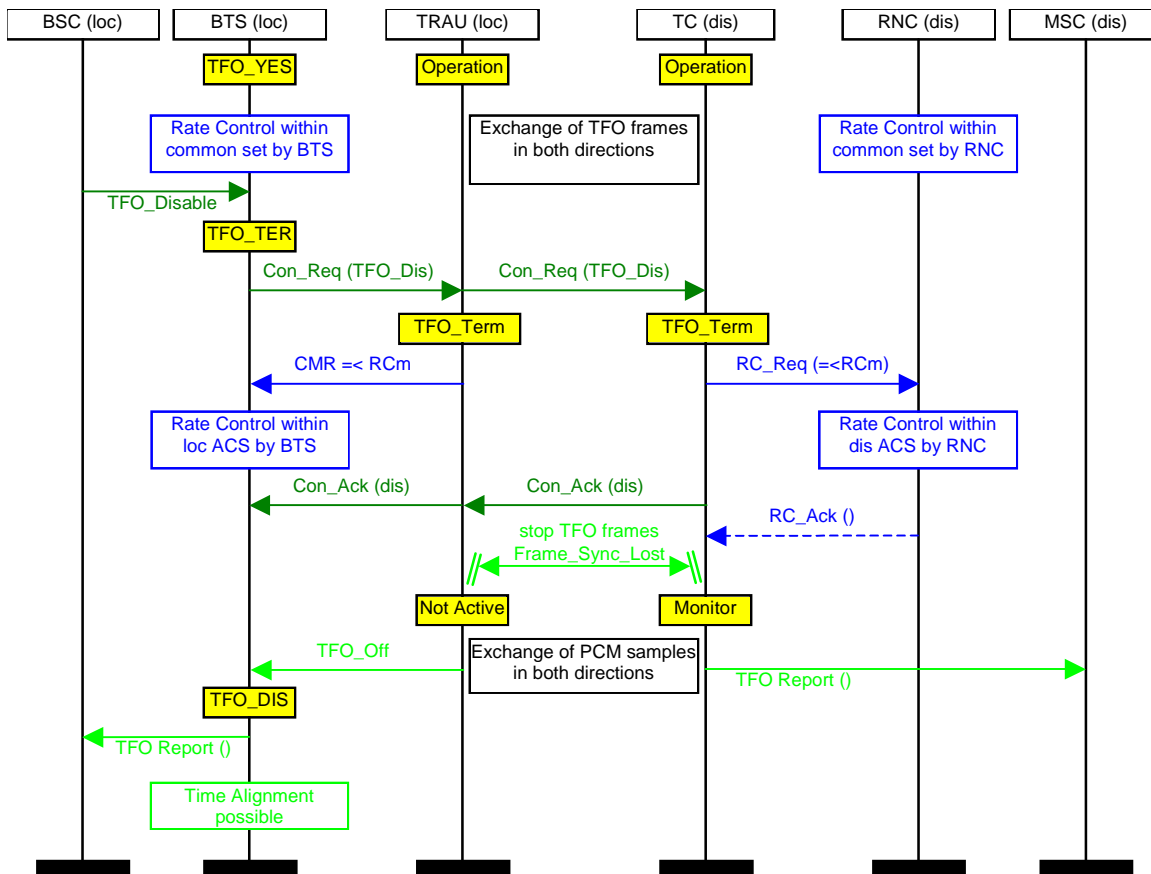 BSC (loc)
BTS (loc)
TRAU (loc)
TC (dis)
RNC (dis)
MSC (dis)
TFO_YES
Operation
Operation
Rate Control within
common set by BTS
Exchange of TFO frames
in both directions
Rate Control within
common set by RNC
TFO_Disable
TFO_TER
Con_Req (TFO_Dis)
Con_Req (TFO_Dis)
TFO_Term
TFO_Term
CMR =< RCm
RC_Req (=<RCm)
Rate Control within
loc ACS by BTS
Rate Control within
dis ACS by RNC
Con_Ack (dis)
Con_Ack (dis)
RC_Ack ()
stop TFO frames
Frame_Sync_Lost
Not Active
Monitor
TFO_Off
Exchange of PCM samples
in both directions
TFO Report ()
TFO_DIS
TFO Report ()
Time Alignment
possible